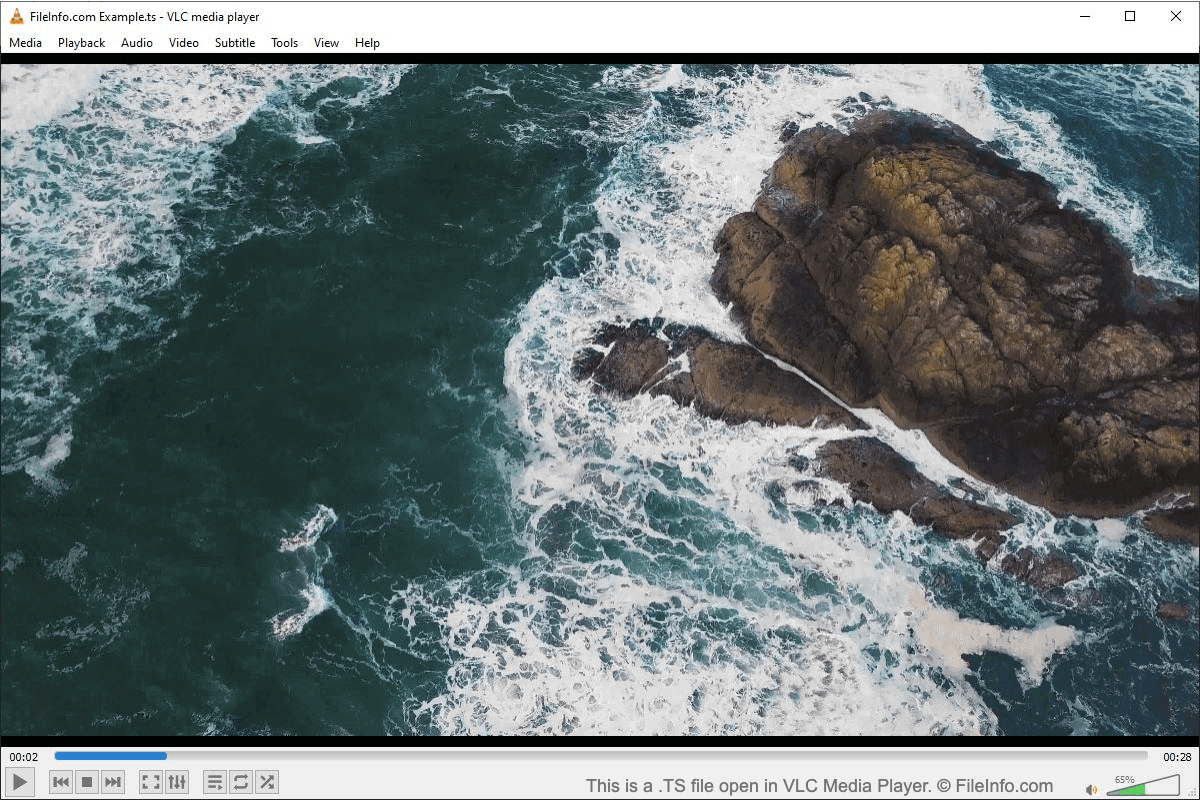 FileInfo.com Example.ts - VLC media player
Media Playback Audio Video Subtitle Tools View Help
00:02 00:28
This is a .TS file open in VLC Media Player. © FileInfo.com
65%